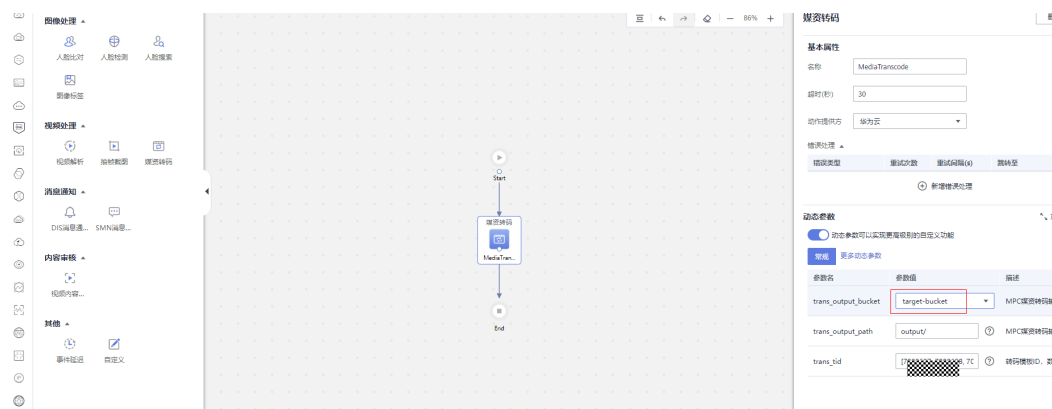 图像处理
人脸比对 人脸检测 人脸搜索
图像标签
视频处理
视频解析 抽帧截图 媒资转码
消息通知
DIS消息通... SMN消息...
内容审核
视频内容...
其他
事件延迟 自定义
86%
Start
媒资转码
MediaTran...
End
媒资转码
基本属性
名称 MediaTranscode
超时(秒) 30
动作提供方 华为云
错误处理
错误类型 重试次数 重试间隔(s) 跳转至
新增错误处理
动态参数
动态参数可以实现更高级别的自定义功能
常规 更多动态参数
参数名 参数值 描述
trans_output_bucket target-bucket MPC媒资转码
trans_output_path output/ MPC媒资转码
trans_tid 转码模板ID、